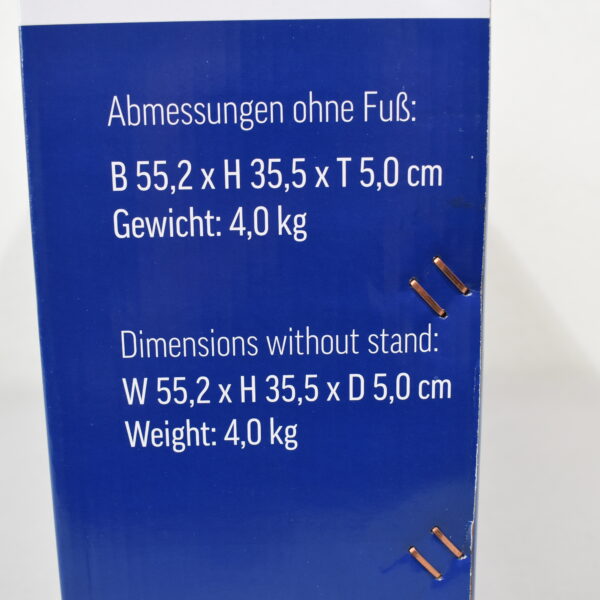 Abmessungen ohne Fuß:
B 55,2 x H 35,5 x T 5,0 cm
Gewicht: 4,0 kg
Dimensions without stand:
W 55,2 x H 35,5 x D 5,0 cm
Weight: 4,0 kg